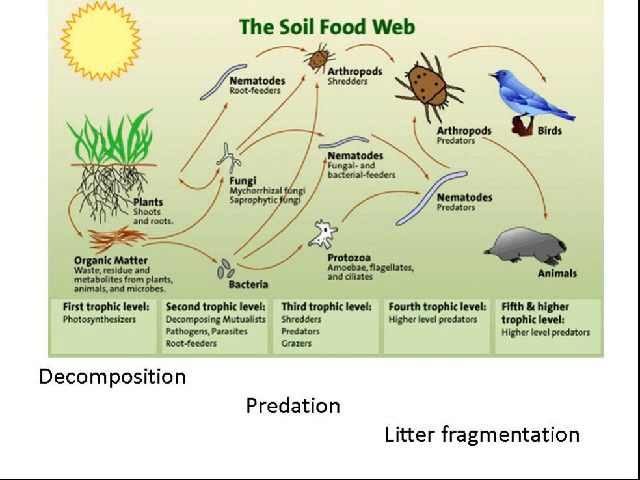 The Soil Food Web
Nematodes
Root-feeders
Arthropods
Shredders
Arthropods
Predators
Birds
Plants
Shoots
and roots.
Fungi
Mychorrhizal fungi
Saprophytic fungi
Nematodes
Fungal- and
bacterial-feeders
Nematodes
Predators
Organic Matter
Waste, residue and
metabolites from plants,
animals, and microbes.
Bacteria
Protozoa
Amoebae, flagellates,
and ciliates
Animals
First trophic level:
Photosynthesizers
Second trophic level:
Decomposing Mutualists
Pathogens, Parasites
Root-feeders
Third trophic level:
Shredders
Predators
Grazers
Fourth trophic level:
Higher level predators
Fifth & higher
trophic level:
Higher level predators
Decomposition
Predation
Litter fragmentation